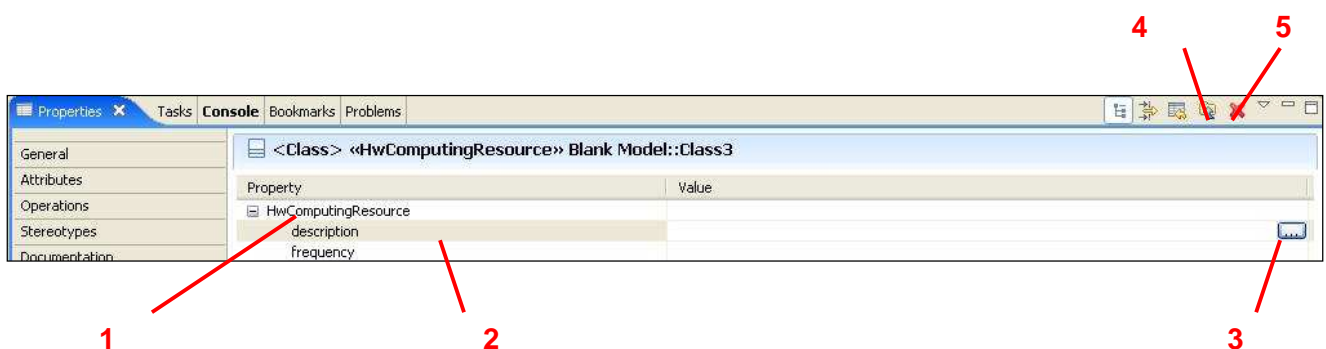 4 5
Properties Tasks Console Bookmarks Problems
General
<Class> «HwComputingResource» Blank Model::Class3
Attributes
Property Value
Operations
HwComputingResource
Stereotypes
description ...
Documentation
frequency
1 2 3